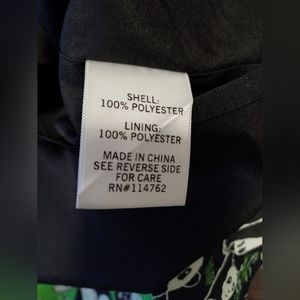 SHELL:
100% POLYESTER
LINING:
100% POLYESTER
MADE IN CHINA
SEE REVERSE SIDE
FOR CARE
RN#114762